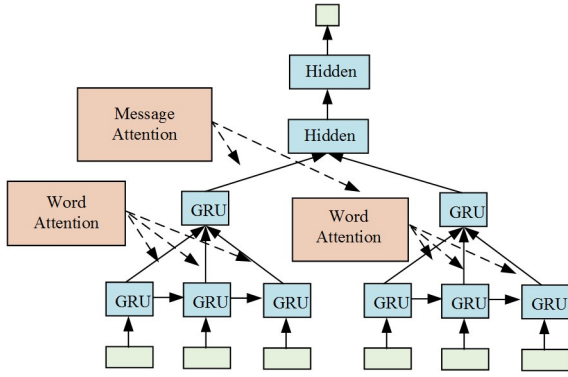 Hidden
Message
Attention
Hidden
Word
Attention
GRU
Word
Attention
GRU
GRU
GRU
GRU
GRU
GRU
GRU